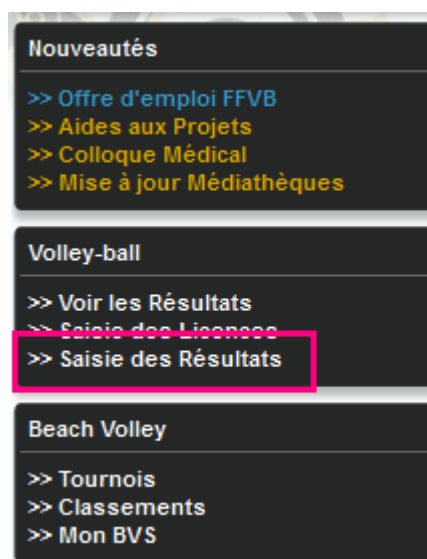 Nouveautés
>> Offre d'emploi FFVB
>> Aides aux Projets
>> Colloque Médical
>> Mise à jour Médiathèques
Volley-ball
>> Voir les Résultats
>> Saisie des Licences
>> Saisie des Résultats
Beach Volley
>> Tournois
>> Classements
>> Mon BVS